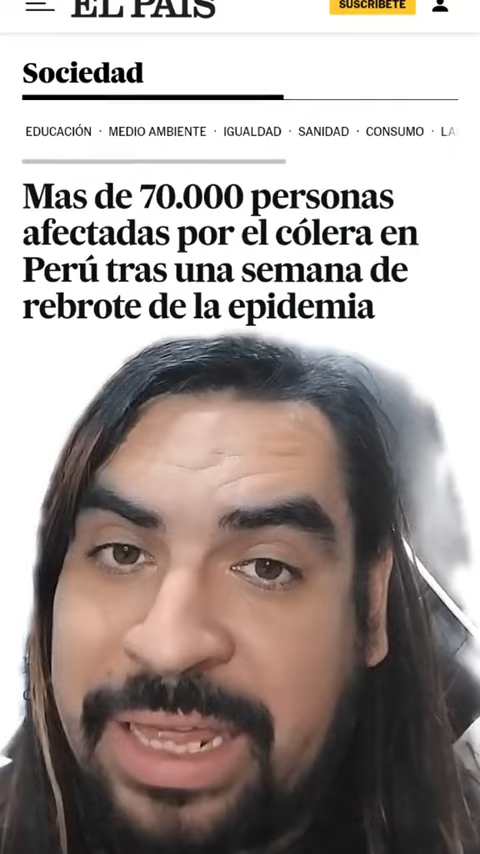 EL PAÍS
SUSCRÍBETE
Sociedad
EDUCACIÓN · MEDIO AMBIENTE · IGUALDAD · SANIDAD · CONSUMO · LA
Mas de 70.000 personas
afectadas por el cólera en
Perú tras una semana de
rebrote de la epidemia